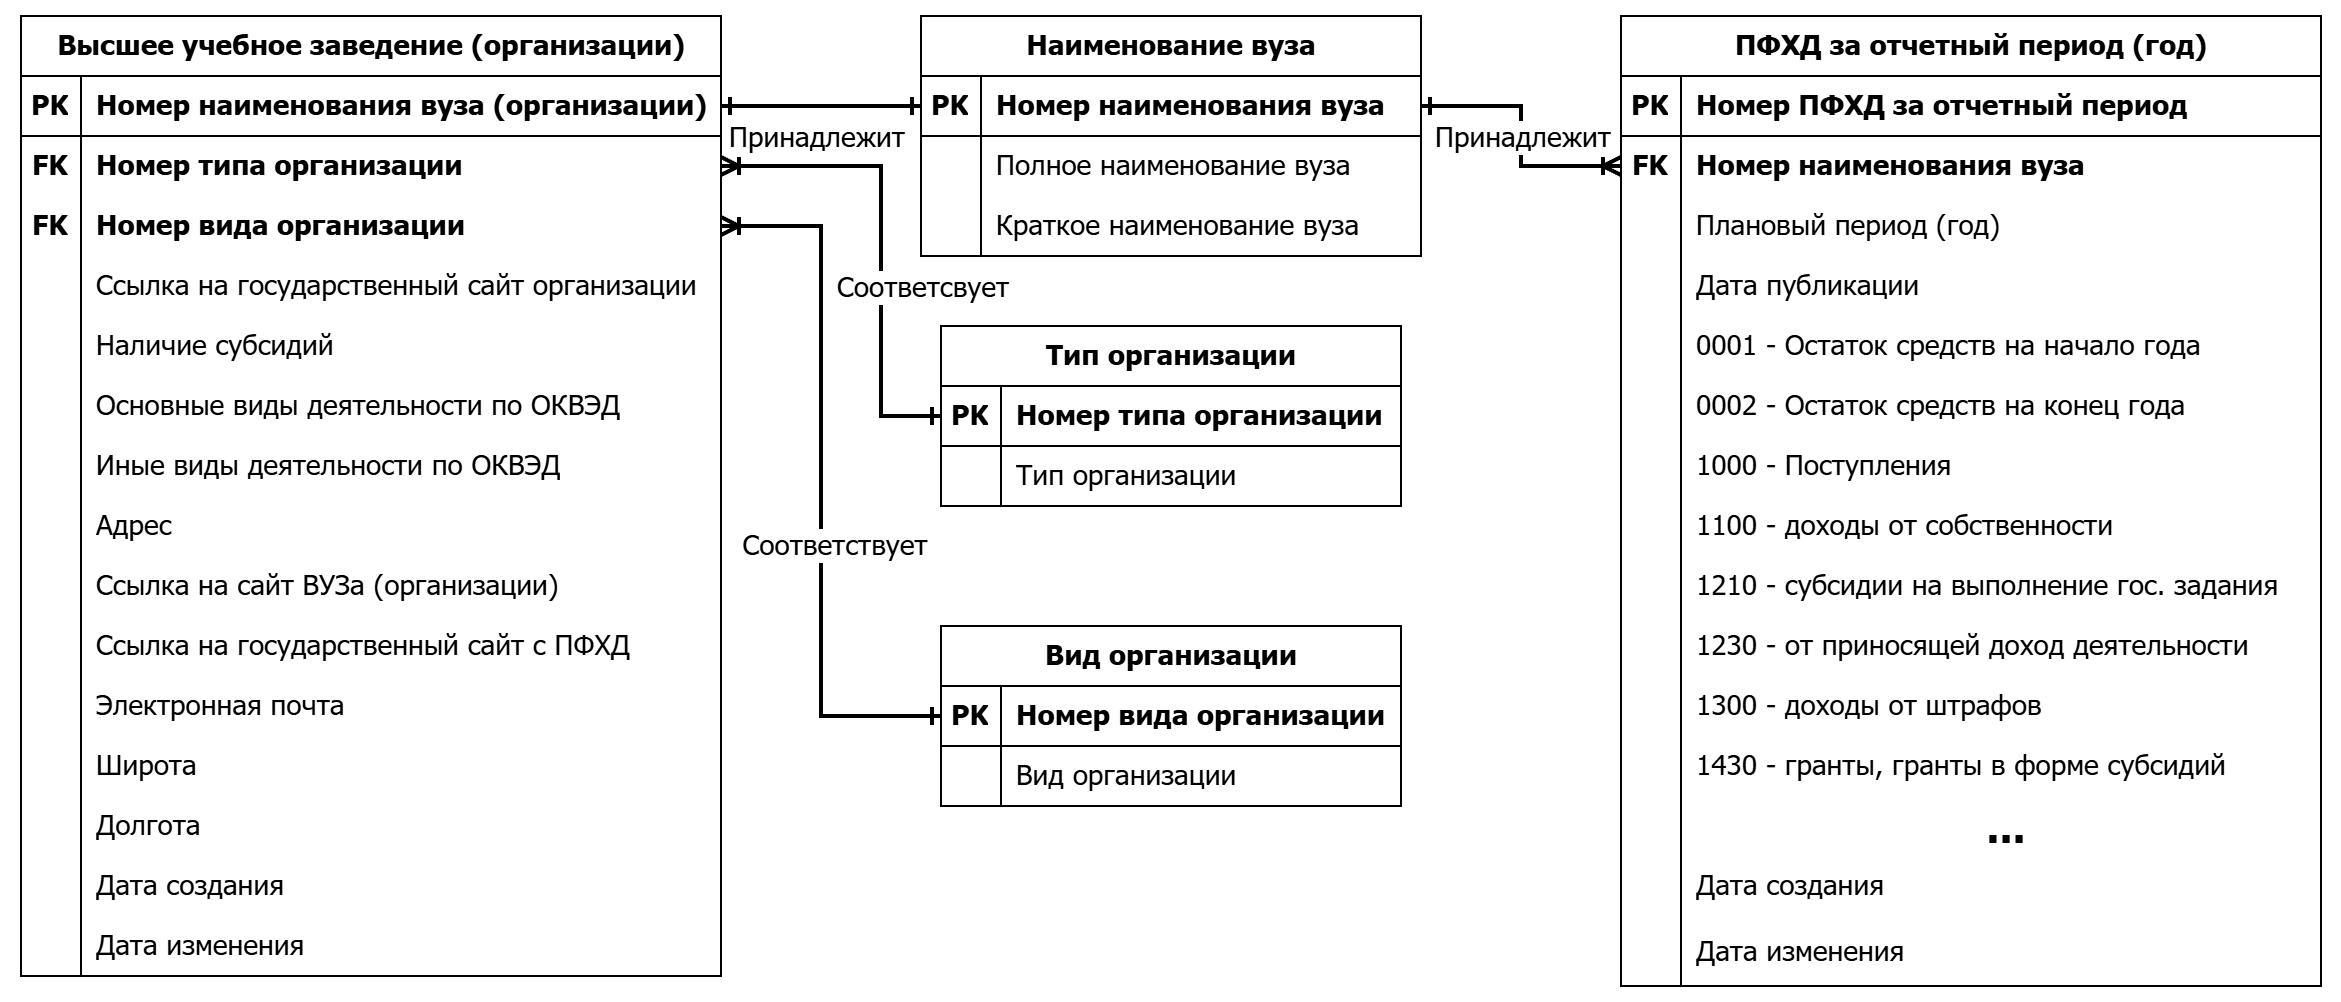 Высшее учебное заведение (организации)
PK Номер наименования вуза (организации)
FK Номер типа организации
FK Номер вида организации
Ссылка на государственный сайт организации
Наличие субсидий
Основные виды деятельности по ОКВЭД
Иные виды деятельности по ОКВЭД
Адрес
Ссылка на сайт ВУЗа (организации)
Ссылка на государственный сайт с ПФХД
Электронная почта
Широта
Долгота
Дата создания
Дата изменения
Принадлежит
Соответсвует
Соответствует
Наименование вуза
PK Номер наименования вуза
Полное наименование вуза
Краткое наименование вуза
Тип организации
PK Номер типа организации
Тип организации
Вид организации
PK Номер вида организации
Вид организации
Принадлежит
ПФХД за отчетный период (год)
PK Номер ПФХД за отчетный период
FK Номер наименования вуза
Плановый период (год)
Дата публикации
0001 - Остаток средств на начало года
0002 - Остаток средств на конец года
1000 - Поступления
1100 - доходы от собственности
1210 - субсидии на выполнение гос. задания
1230 - от приносящей доход деятельности
1300 - доходы от штрафов
1430 - гранты, гранты в форме субсидий
...
Дата создания
Дата изменения